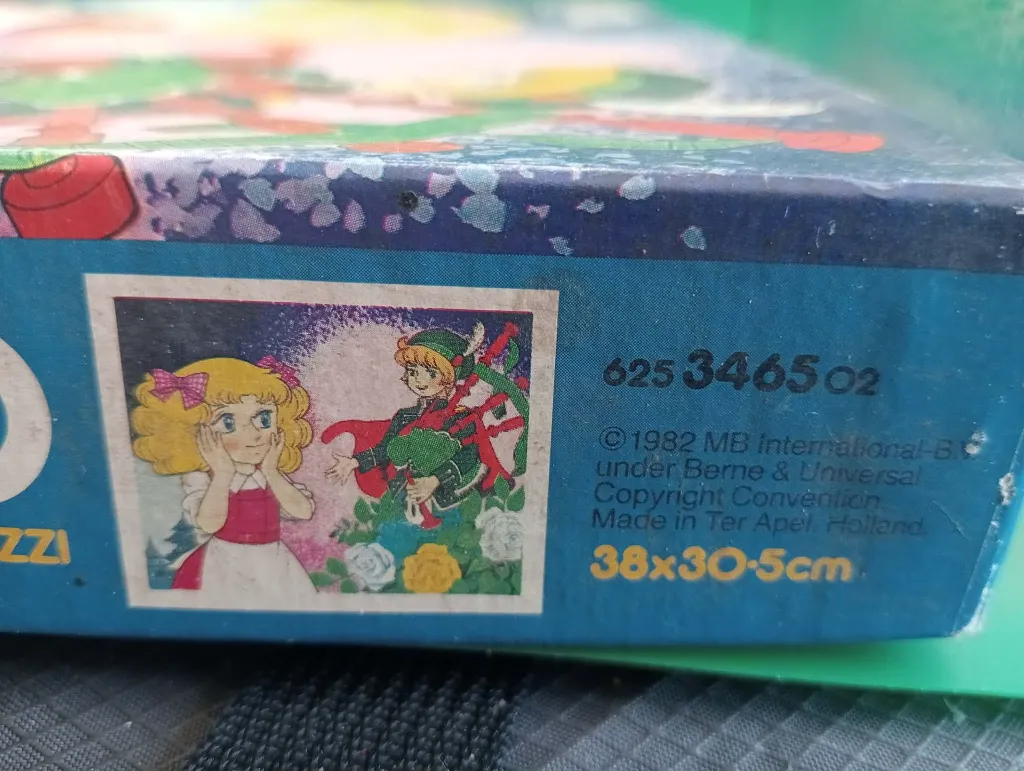 ZZI
625 3465 02
©1982 MB International B.V
under Berne & Universal
Copyright Convention.
Made in Ter Apel, Holland.
38x30·5cm